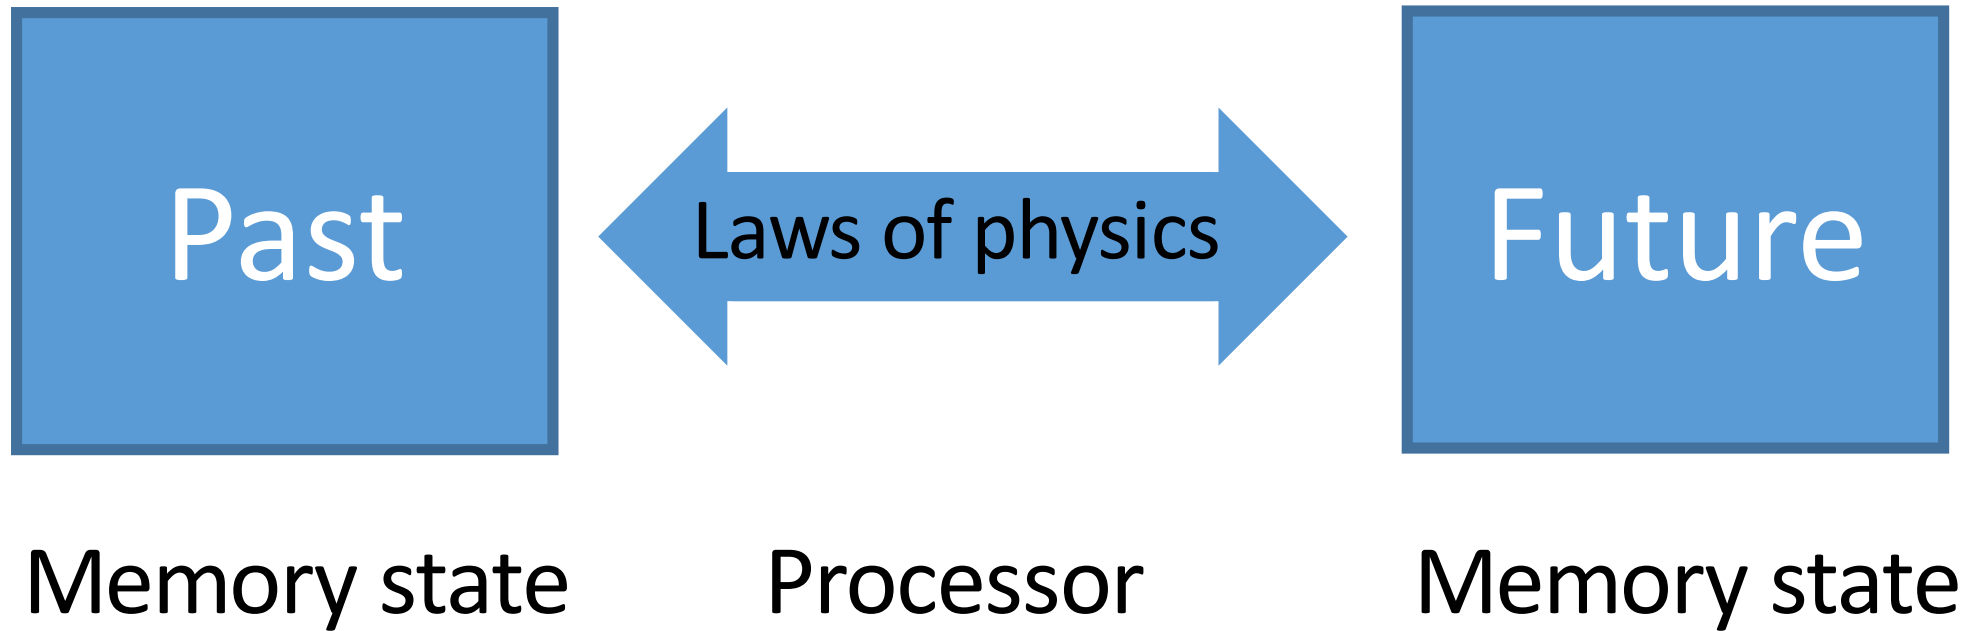 Past
Laws of physics
Future
Memory state
Processor
Memory state